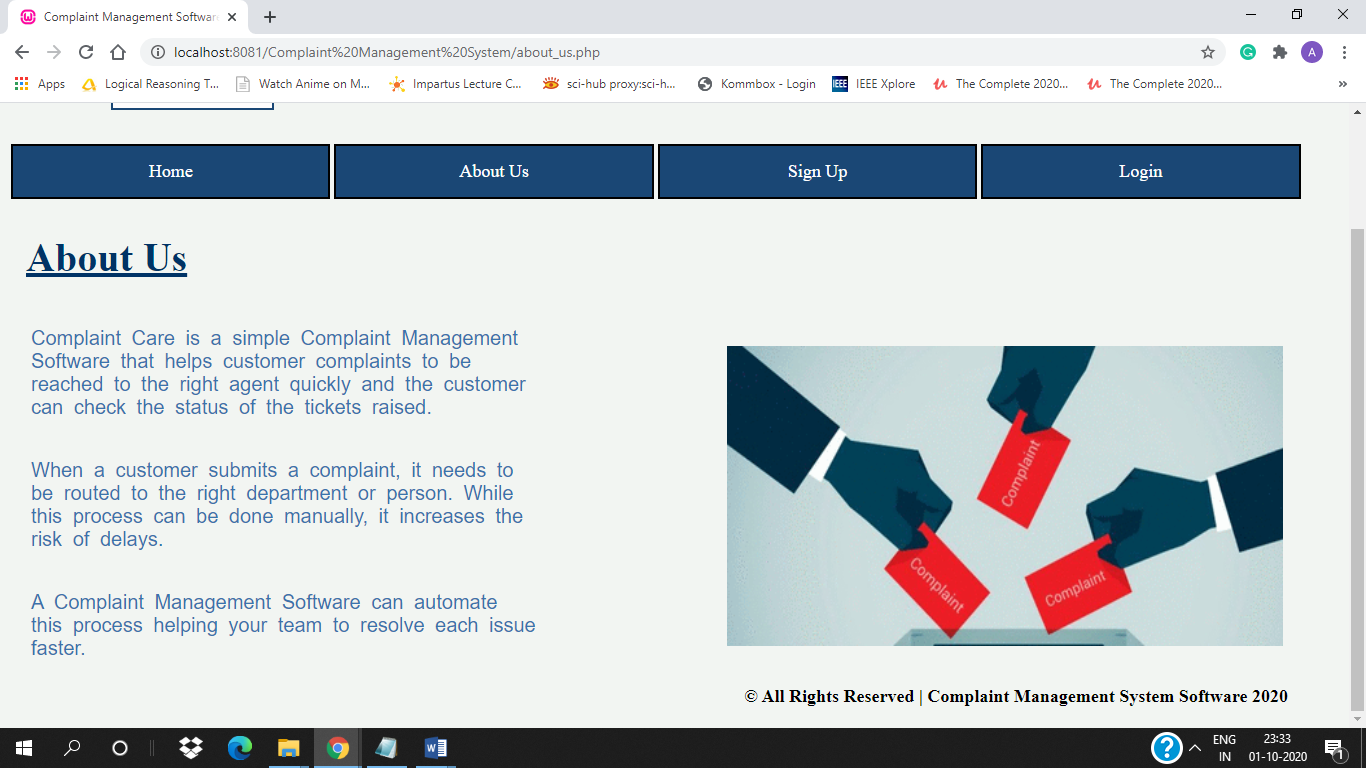 Complaint Management Softwar
localhost:8081/Complaint%20Management%20System/about_us.php
A
Apps
Logical Reasoning T...
Watch Anime on M...
Impartus Lecture C...
sci-hub proxy:sci-h...
Kommbox - Login
IEEE
IEEE Xplore
The Complete 2020...
The Complete 2020...
»
Home
About Us
Sign Up
Login
About Us
Complaint Care is a simple Complaint Management
Software that helps customer complaints to be
reached to the right agent quickly and the customer
can check the status of the tickets raised.
When a customer submits a complaint, it needs to
be routed to the right department or person. While
this process can be done manually, it increases the
risk of delays.
A Complaint Management Software can automate
this process helping your team to resolve each issue
faster.
Complaint
Complaint
Complaint
© All Rights Reserved | Complaint Management System Software 2020
ENG
IN
23:33
01-10-2020
1